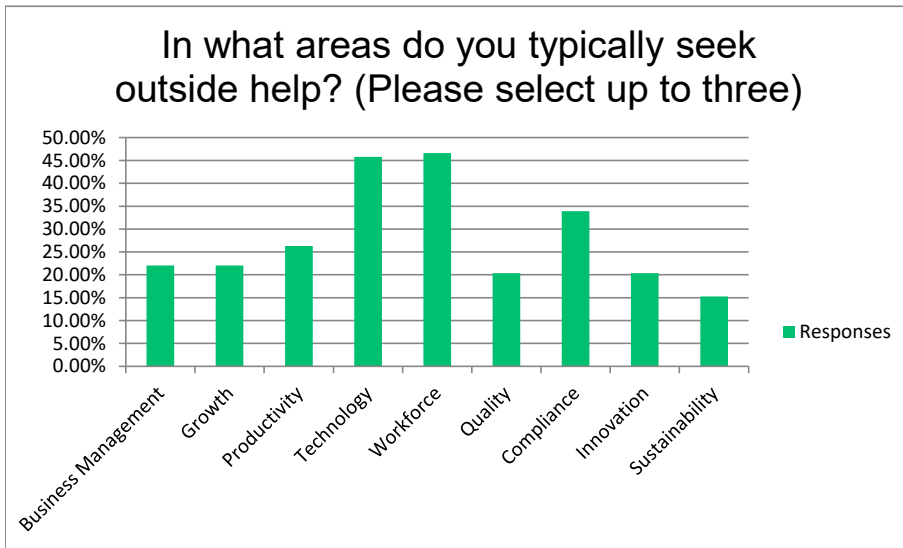 In what areas do you typically seek
outside help? (Please select up to three)
50.00%
45.00%
40.00%
35.00%
30.00%
25.00%
20.00%
15.00%
10.00%
5.00%
0.00%
Business Management
Growth
Productivity
Technology
Workforce
Quality
Compliance
Innovation
Sustainability
Responses